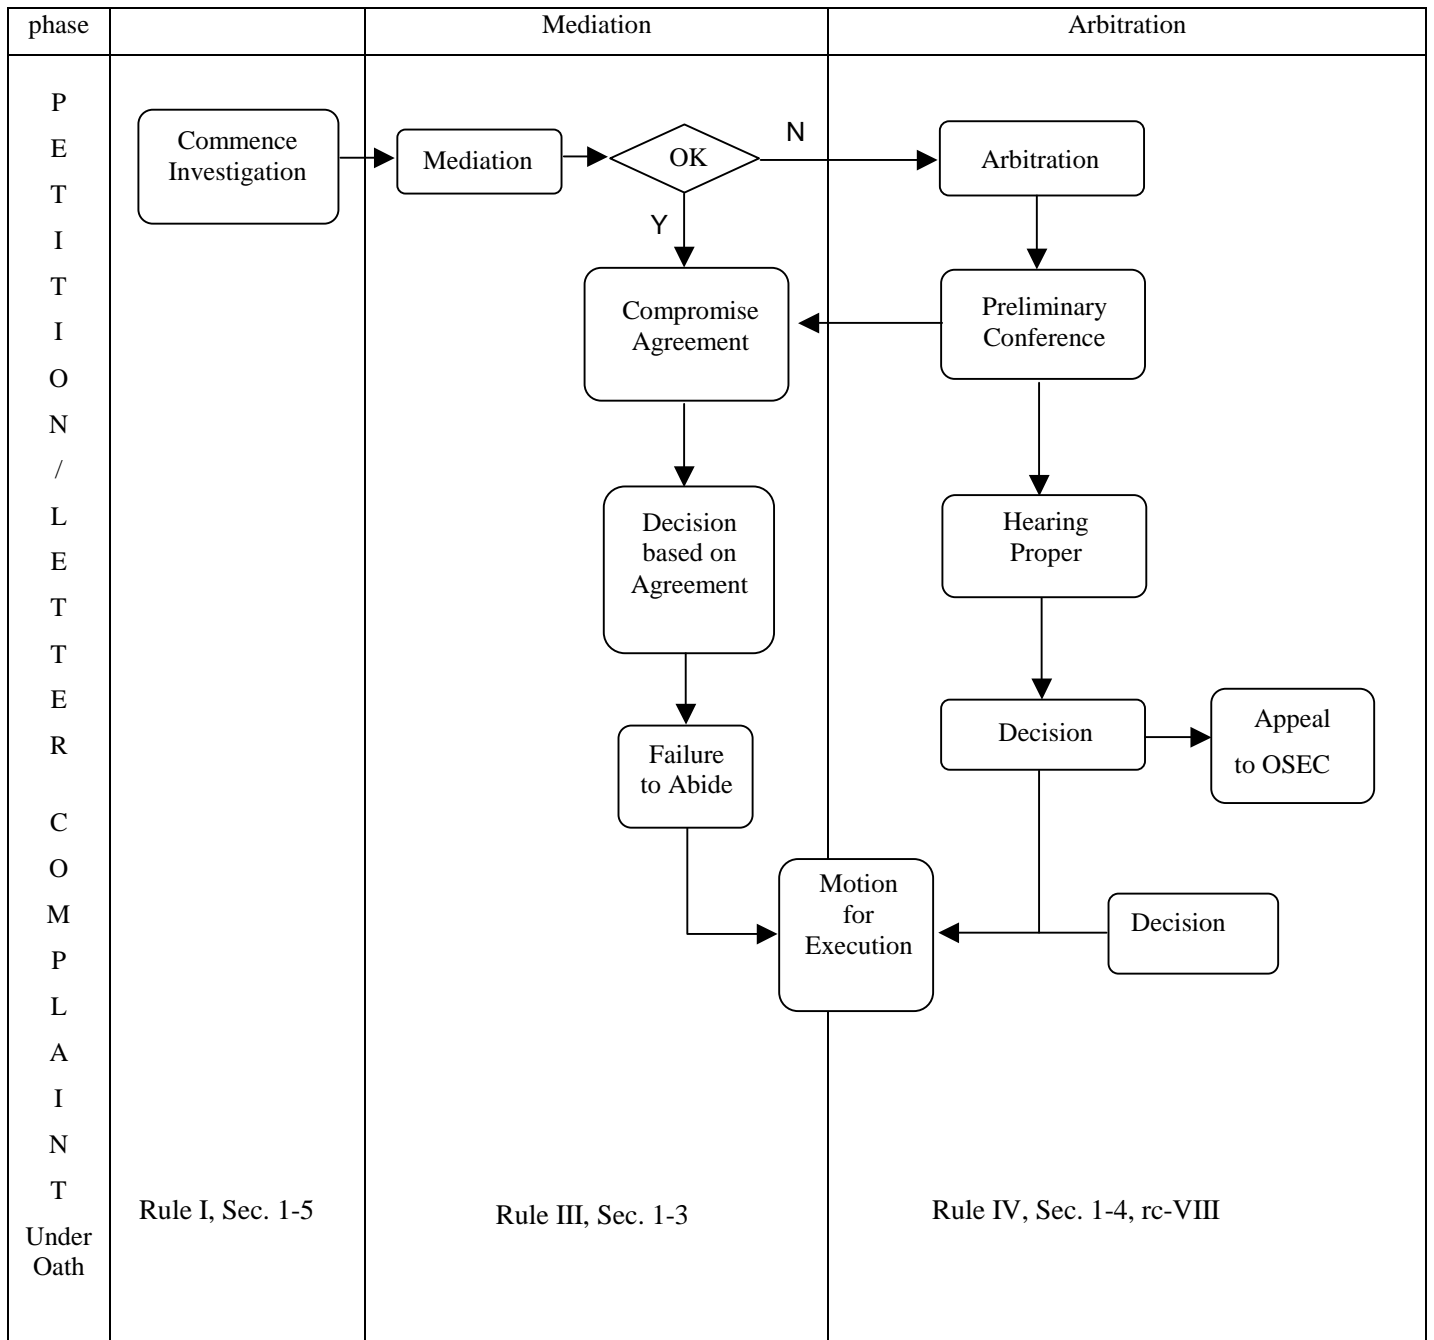 phase
Mediation
Arbitration
P
E
T
I
T
I
O
N
/
L
E
T
T
E
R
C
O
M
P
L
A
I
N
T
Under
Oath
Commence
Investigation
Mediation
OK
N
Y
Arbitration
Compromise
Agreement
Preliminary
Conference
Decision
based on
Agreement
Hearing
Proper
Failure
to Abide
Decision
Appeal
to OSEC
Motion
for
Execution
Decision
Rule I, Sec. 1-5
Rule III, Sec. 1-3
Rule IV, Sec. 1-4, rc-VIII